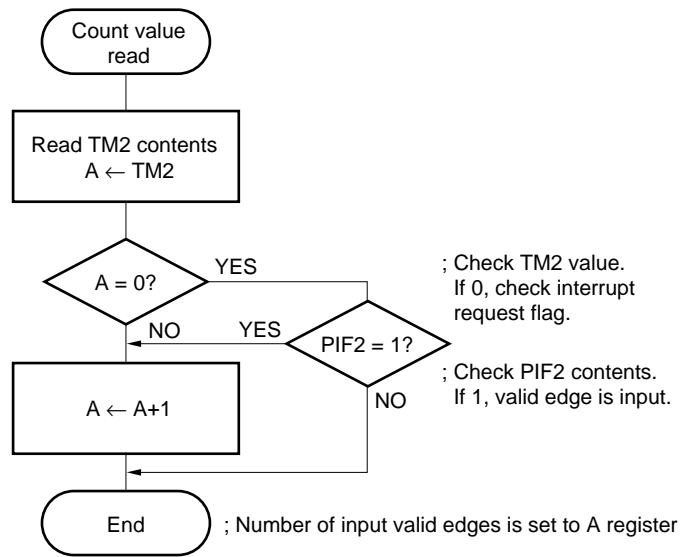 Count value
read
Read TM2 contents
A ← TM2
A = 0?
YES
; Check TM2 value.
If 0, check interrupt
request flag.
NO
YES
PIF2 = 1?
; Check PIF2 contents.
If 1, valid edge is input.
NO
A ← A+1
End
; Number of input valid edges is set to A register